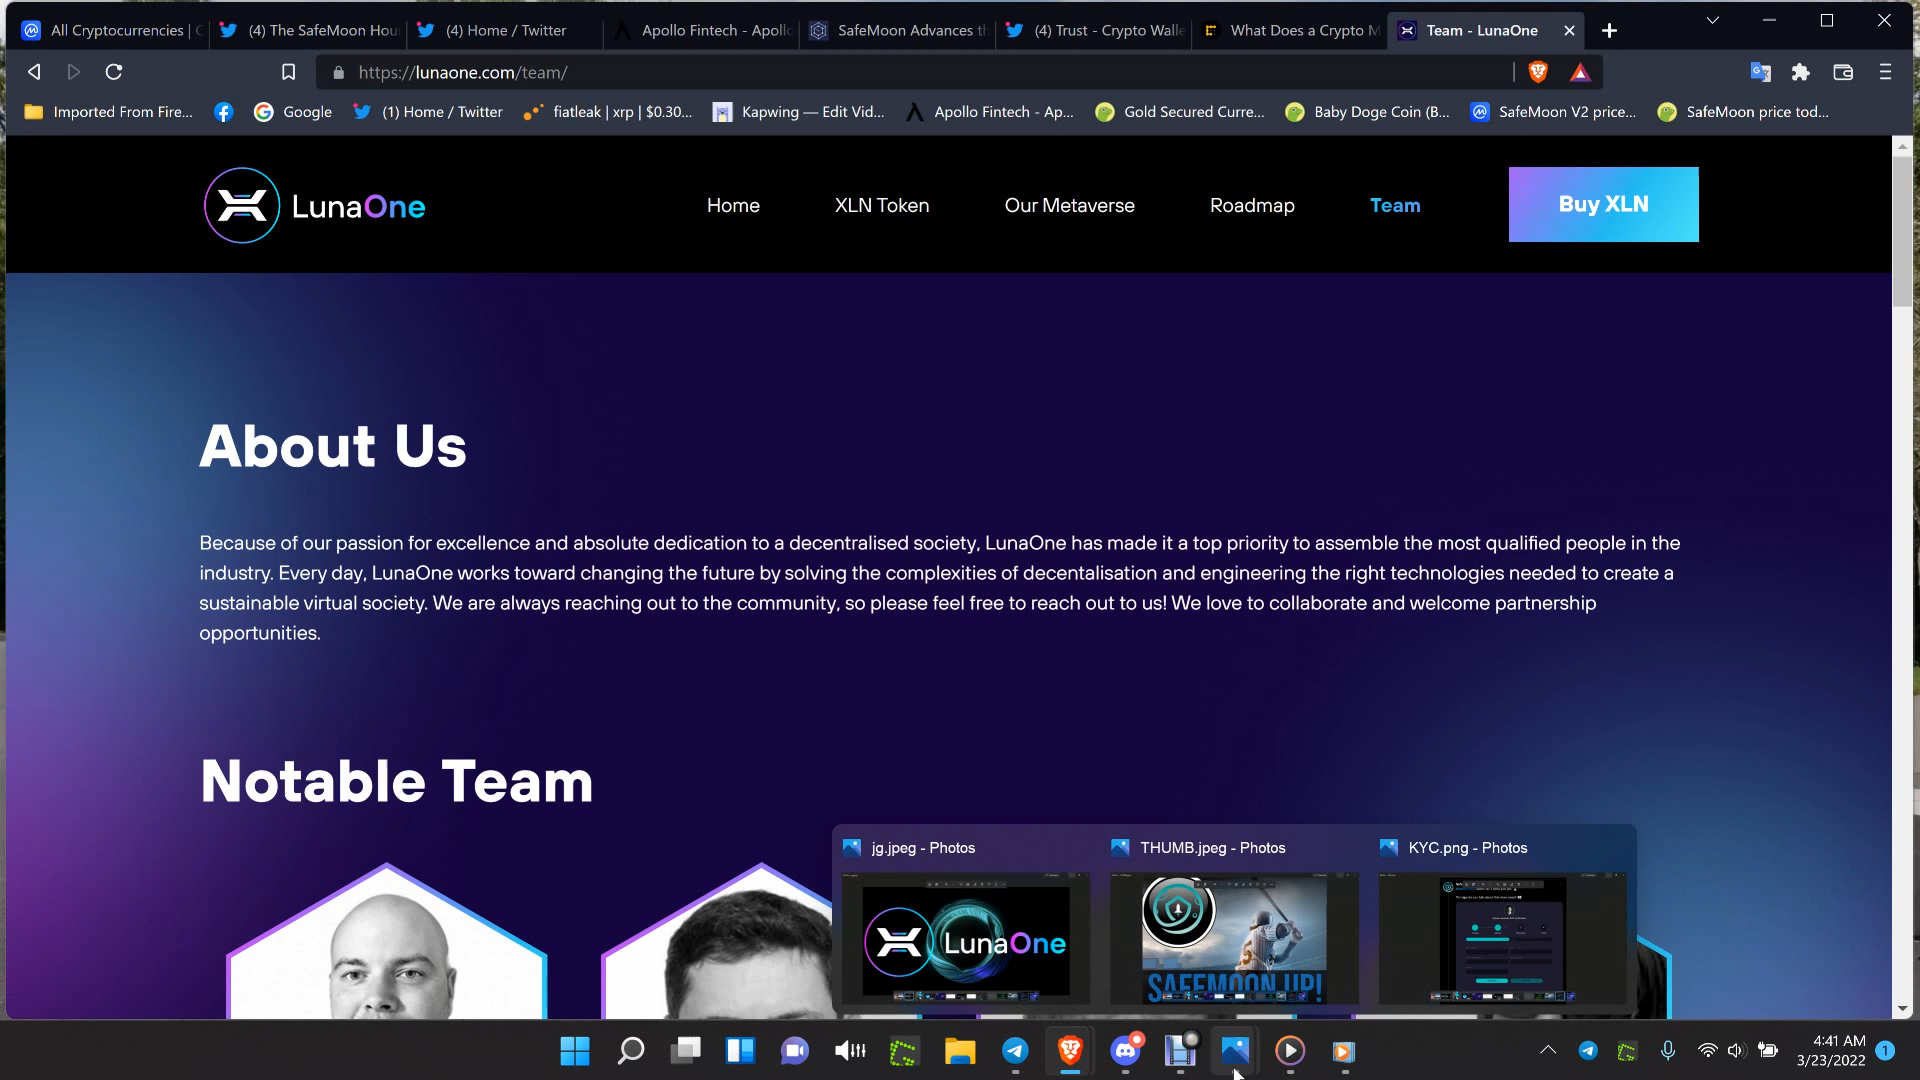 All Cryptocurrencies |
(4) The SafeMoon Hou
(4) Home / Twitter
Apollo Fintech - Apollo
SafeMoon Advances th
(4) Trust - Crypto Walle
What Does a Crypto M
Team - LunaOne
https://lunaone.com/team/
Imported From Fire...
Google
(1) Home / Twitter
fiatleak | xrp | $0.30...
Kapwing — Edit Vid...
Apollo Fintech - Ap...
Gold Secured Curre...
Baby Doge Coin (B...
SafeMoon V2 price...
SafeMoon price tod...
LunaOne
Home
XLN Token
Our Metaverse
Roadmap
Team
Buy XLN
About Us
Because of our passion for excellence and absolute dedication to a decentralised society, LunaOne has made it a top priority to assemble the most qualified people in the
industry. Every day, LunaOne works toward changing the future by solving the complexities of decentalisation and engineering the right technologies needed to create a
sustainable virtual society. We are always reaching out to the community, so please feel free to reach out to us! We love to collaborate and welcome partnership
opportunities.
Notable Team
jg.jpeg - Photos
THUMB.jpeg - Photos
KYC.png - Photos
LunaOne
SAFEMOON UP!
4:41 AM
3/23/2022
1